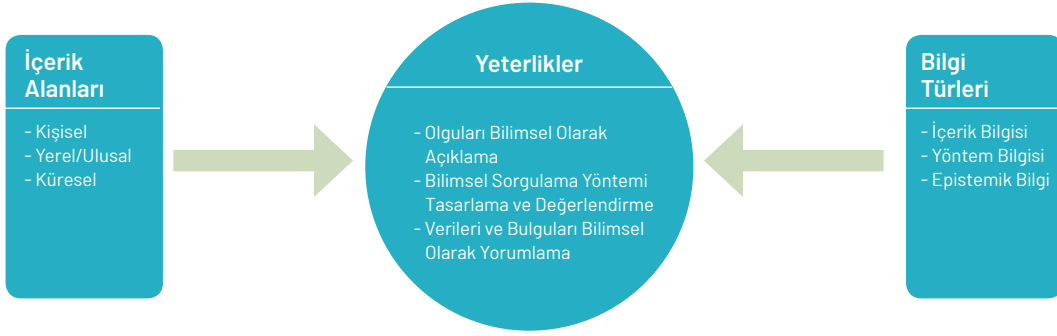 İçerik
Alanları
- Kişisel
- Yerel/Ulusal
- Küresel
Yeterlikler
- Olguları Bilimsel Olarak
Açıklama
- Bilimsel Sorgulama Yöntemi
Tasarlama ve Değerlendirme
- Verileri ve Bulguları Bilimsel
Olarak Yorumlama
Bilgi
Türleri
- İçerik Bilgisi
- Yöntem Bilgisi
- Epistemik Bilgi